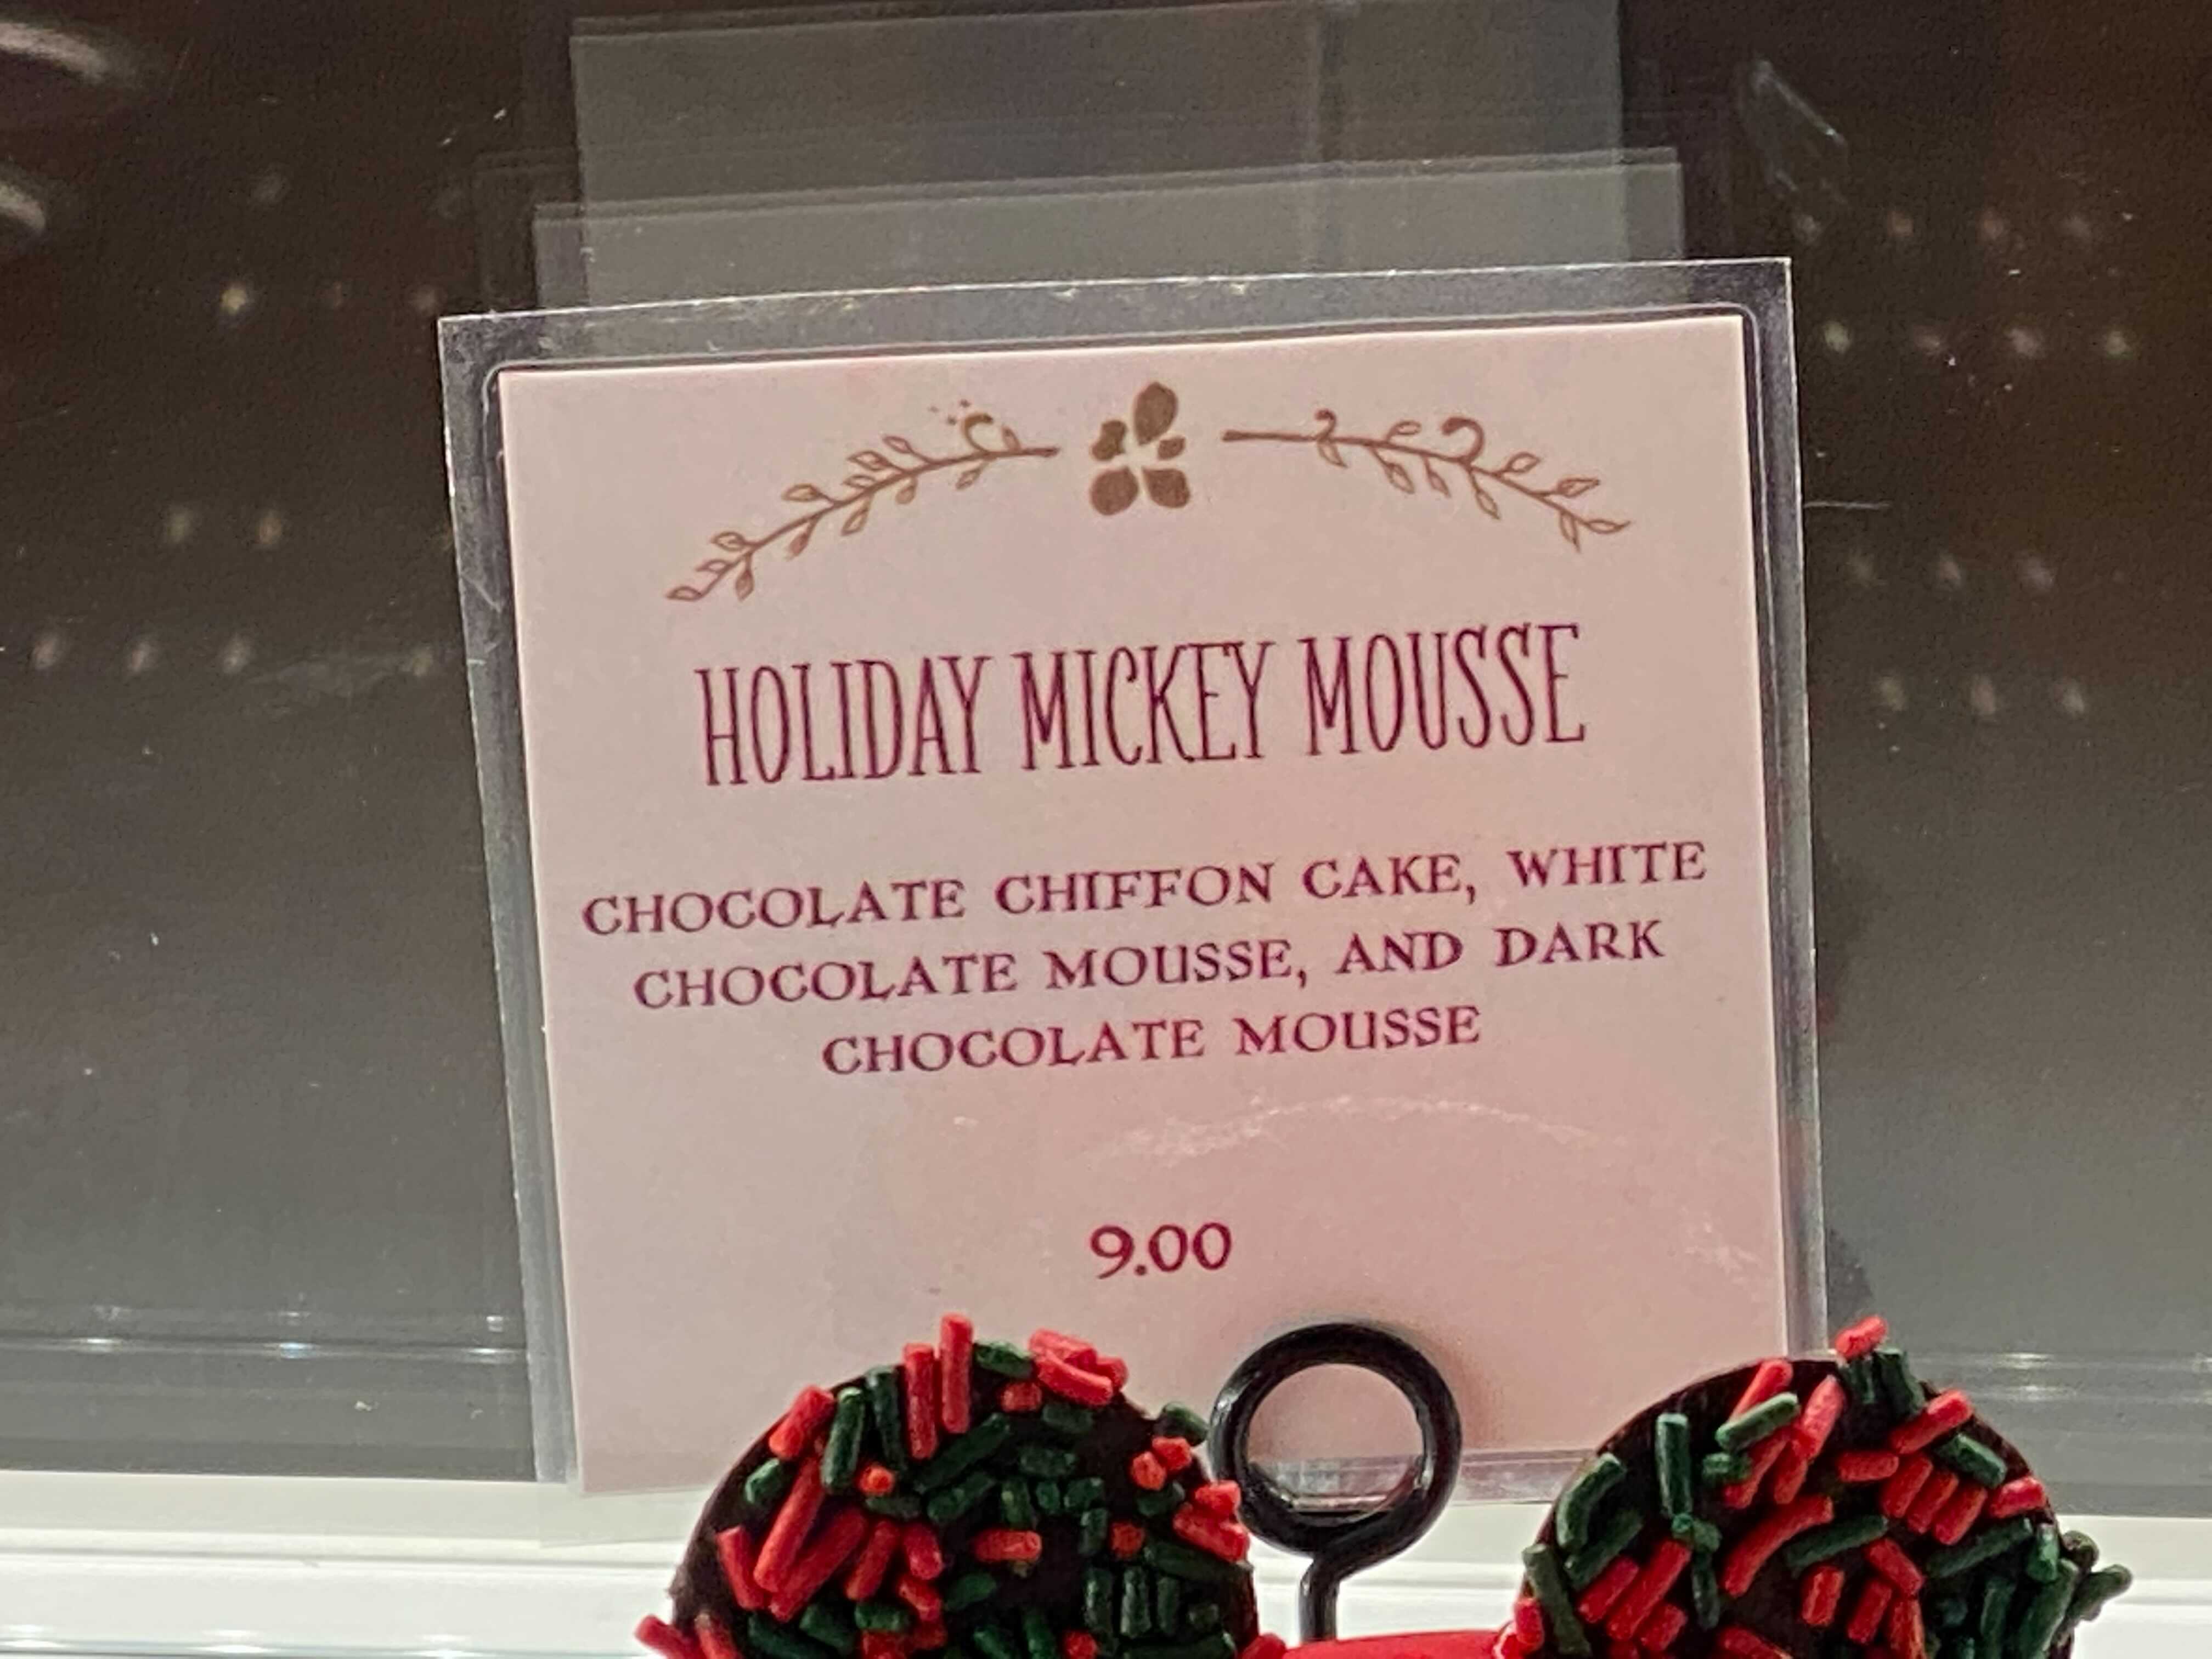 HOLIDAY MICKEY MOUSSE
CHOCOLATE CHIFFON CAKE, WHITE
CHOCOLATE MOUSSE, AND DARK
CHOCOLATE MOUSSE
9.00